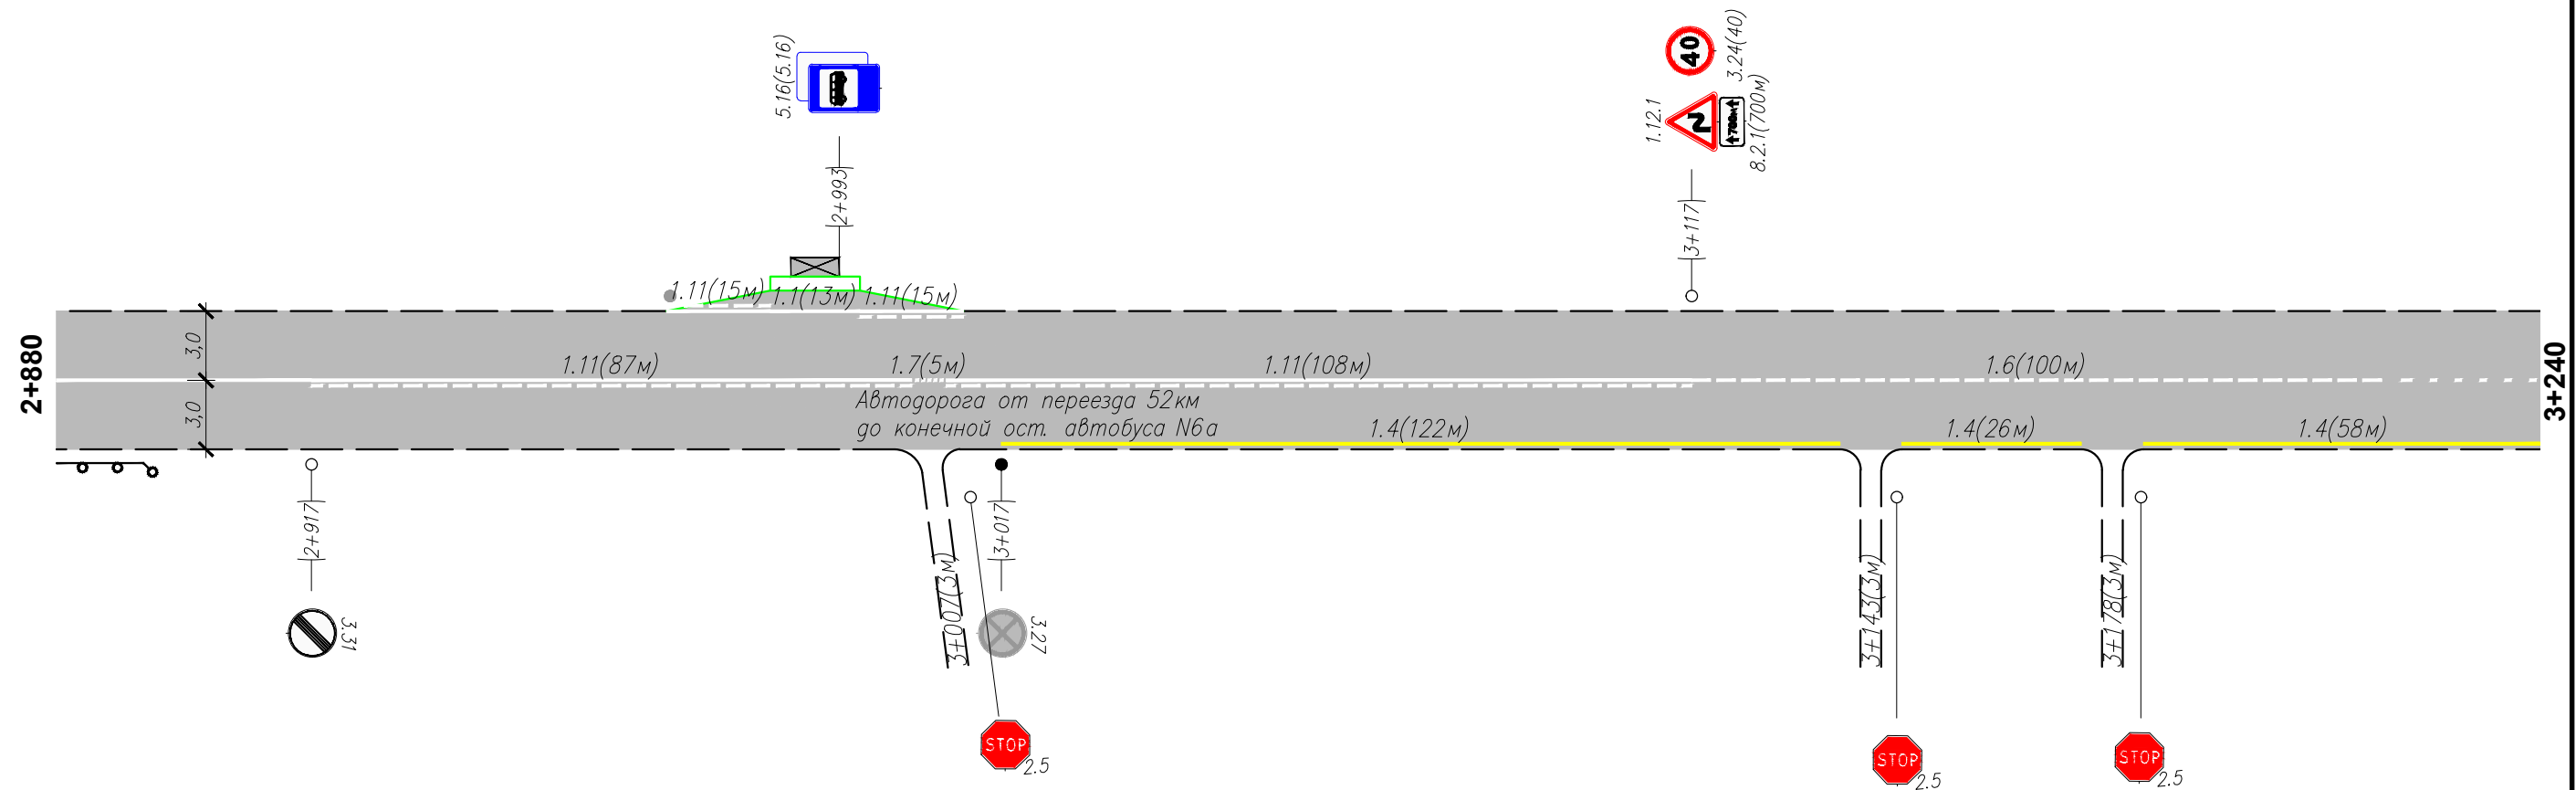 5.16(5.16)
2+993
40
3.24(40)
1.12.1
700м
8.2.1(700м)
3+117
1.11(15м)
1.1(13м)
1.11(15м)
2+880
3,0
3,0
1.11(87м)
1.7(5м)
1.11(108м)
1.6(100м)
3+240
Автодорога от переезда 52км
до конечной ост. автобуса N6а
1.4(122м)
1.4(26м)
1.4(58м)
2+917
3.31
3+007(3м)
3+017
3.27
3+143(3м)
3+178(3м)
STOP
2.5
STOP
2.5
STOP
2.5